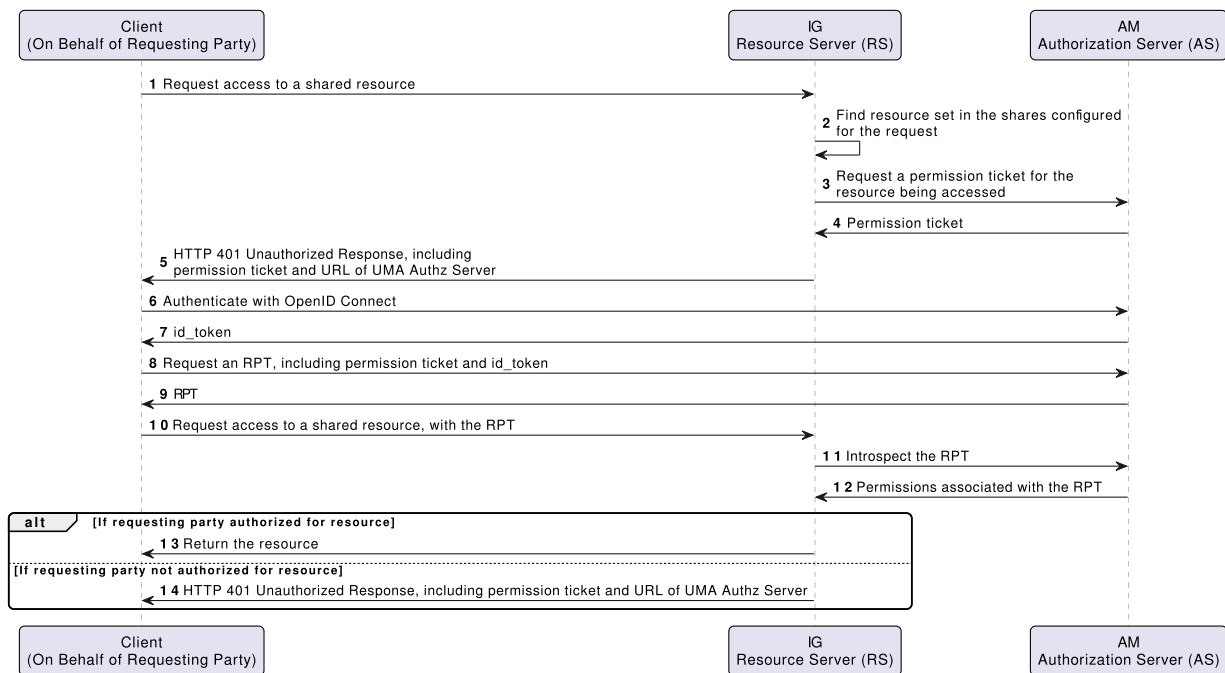 Client
(On Behalf of Requesting Party)
IG
Resource Server (RS)
AM
Authorization Server (AS)
1 Request access to a shared resource
2 Find resource set in the shares configured
for the request
3 Request a permission ticket for the
resource being accessed
4 Permission ticket
5 HTTP 401 Unauthorized Response, including
permission ticket and URL of UMA Authz Server
6 Authenticate with OpenID Connect
7 id_token
8 Request an RPT, including permission ticket and id_token
9 RPT
10 Request access to a shared resource, with the RPT
11 Introspect the RPT
12 Permissions associated with the RPT
alt [If requesting party authorized for resource]
13 Return the resource
[If requesting party not authorized for resource]
14 HTTP 401 Unauthorized Response, including permission ticket and URL of UMA Authz Server
Client
(On Behalf of Requesting Party)
IG
Resource Server (RS)
AM
Authorization Server (AS)